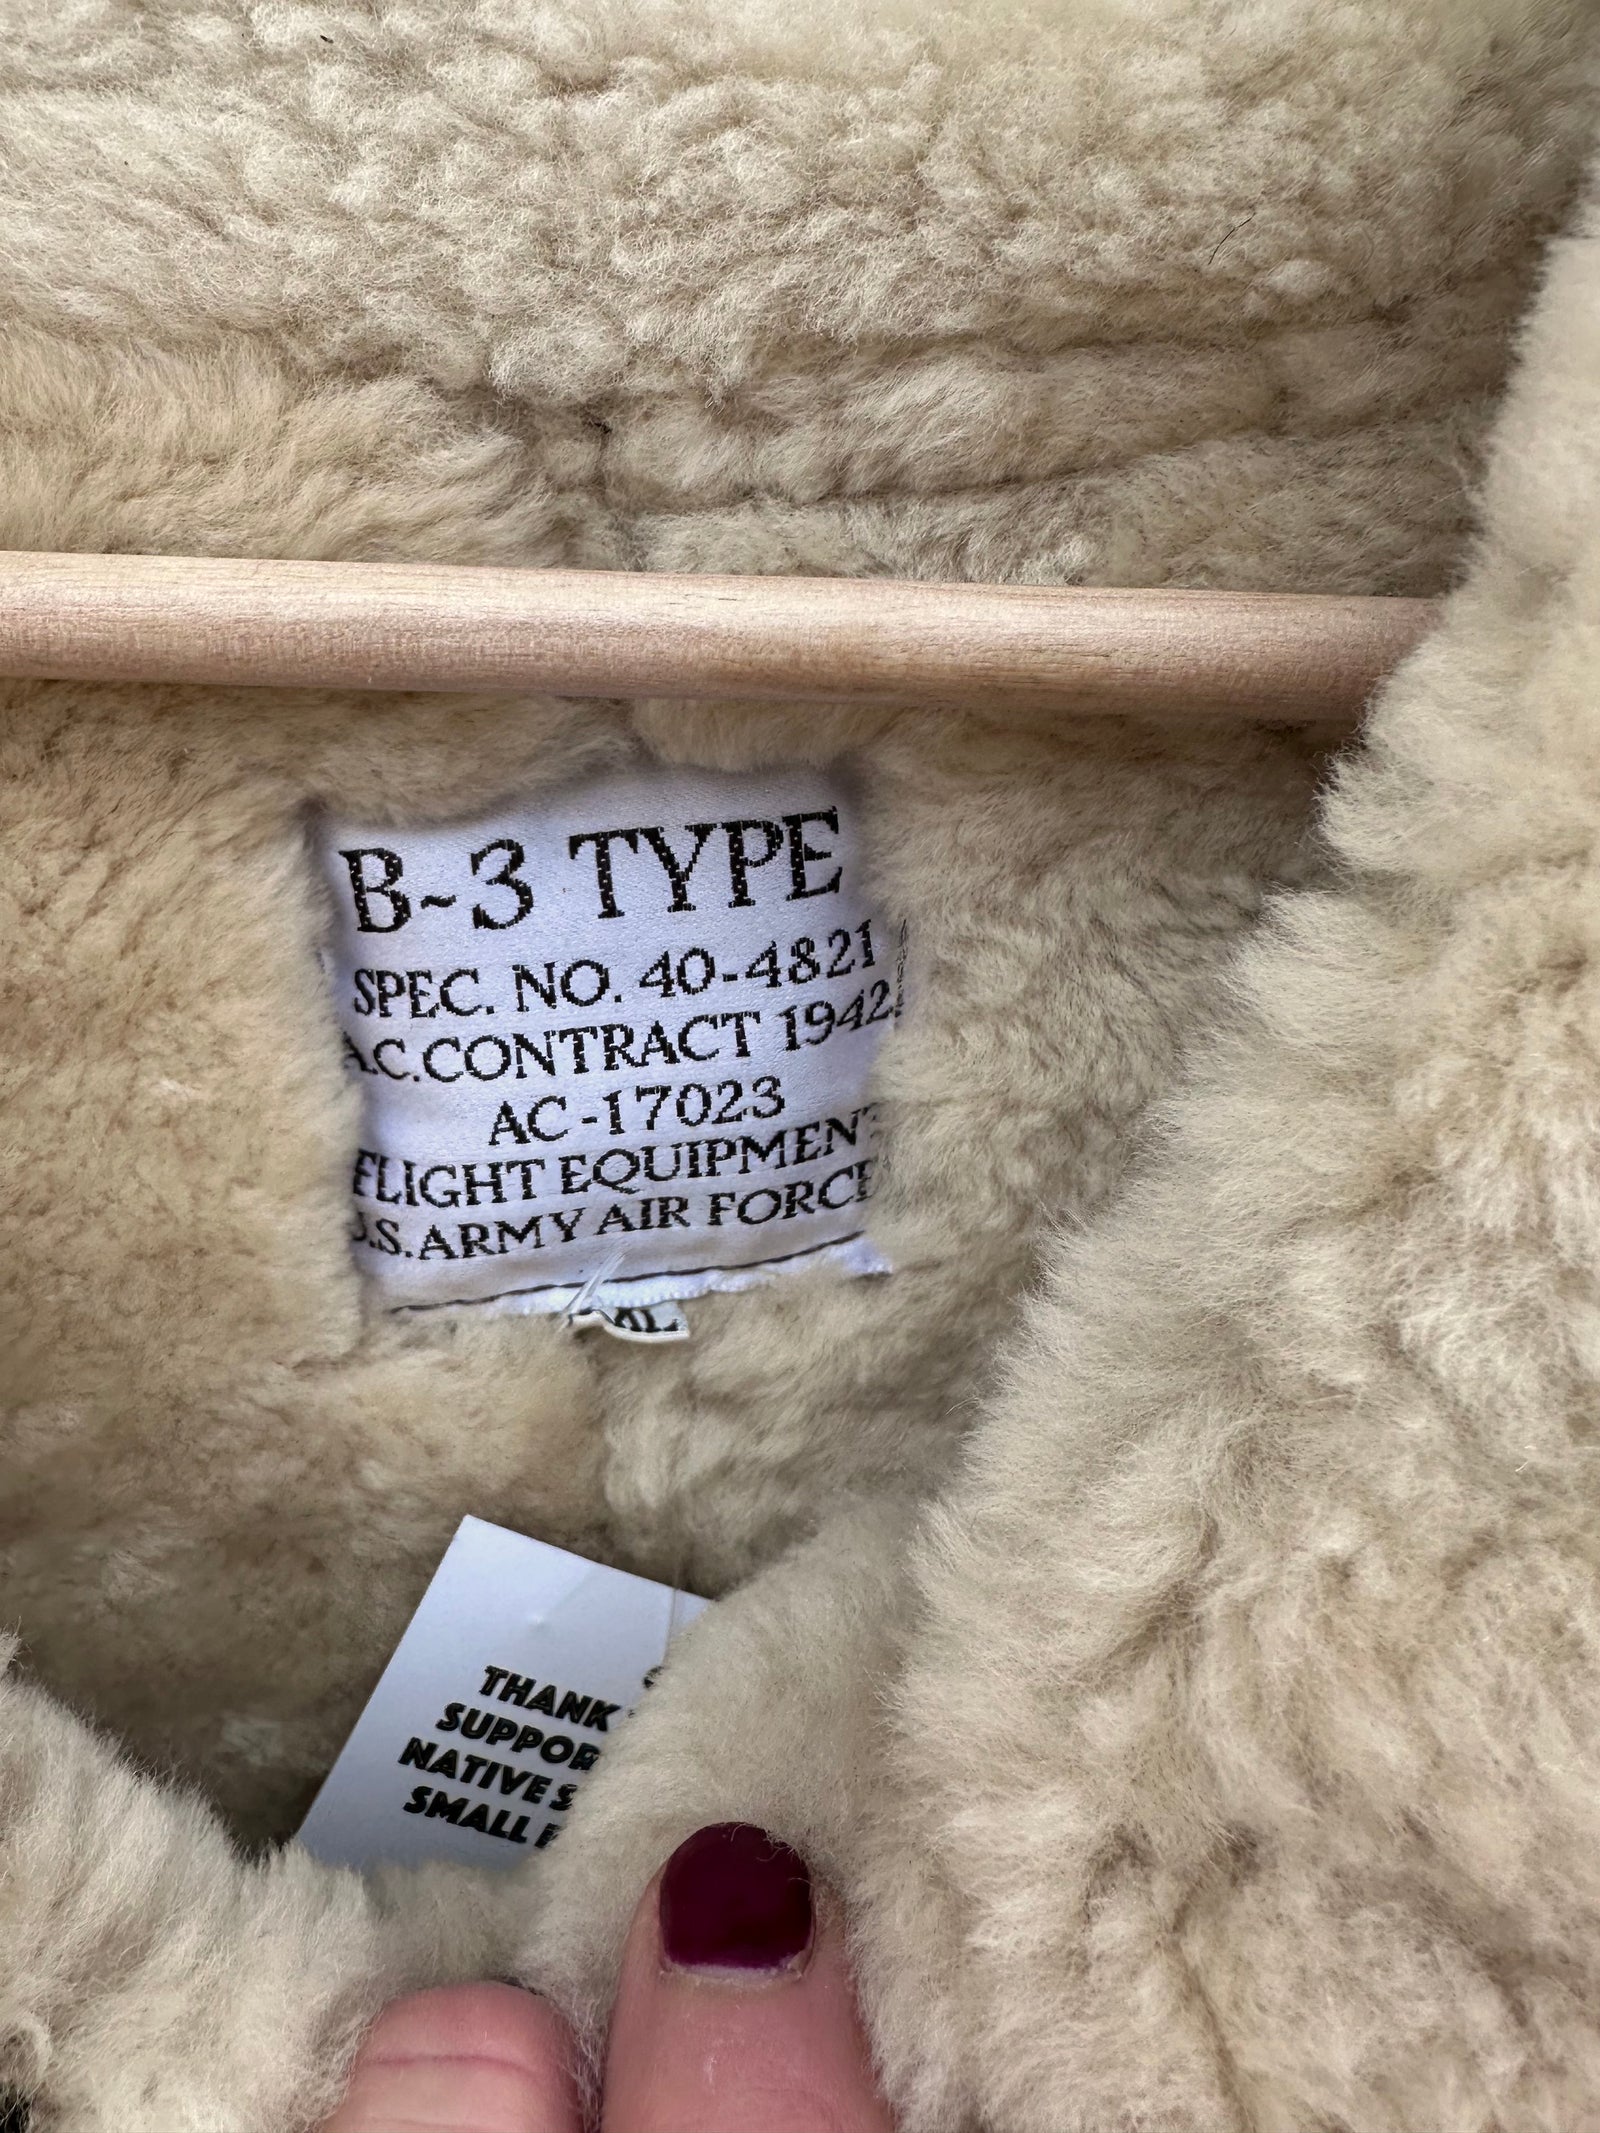 B-3 TYPE
SPEC. NO. 40-4821
A.C. CONTRACT 1942
AC-17023
FLIGHT EQUIPMENT
U.S. ARMY AIR FORCE
XL
THANK
SUPPOR
NATIVE S
SMALL